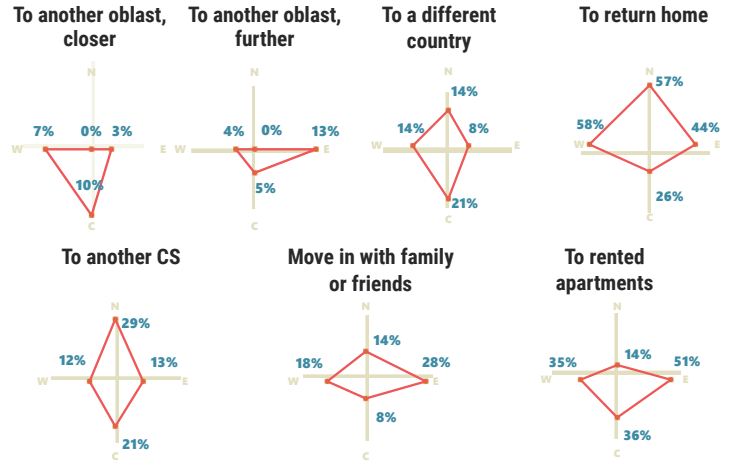 To another oblast,
closer
N
7% 0% 3%
W E
10%
C
To another oblast,
further
N
4% 0% 13%
W E
5%
C
To a different
country
N
14%
14% 8%
W E
21%
C
To return home
N
57%
58% 44%
W E
26%
C
To another CS
N
29%
12% 13%
W E
21%
C
Move in with family
or friends
N
14%
18% 28%
W E
8%
C
To rented
apartments
N
35% 14% 51%
W E
36%
C